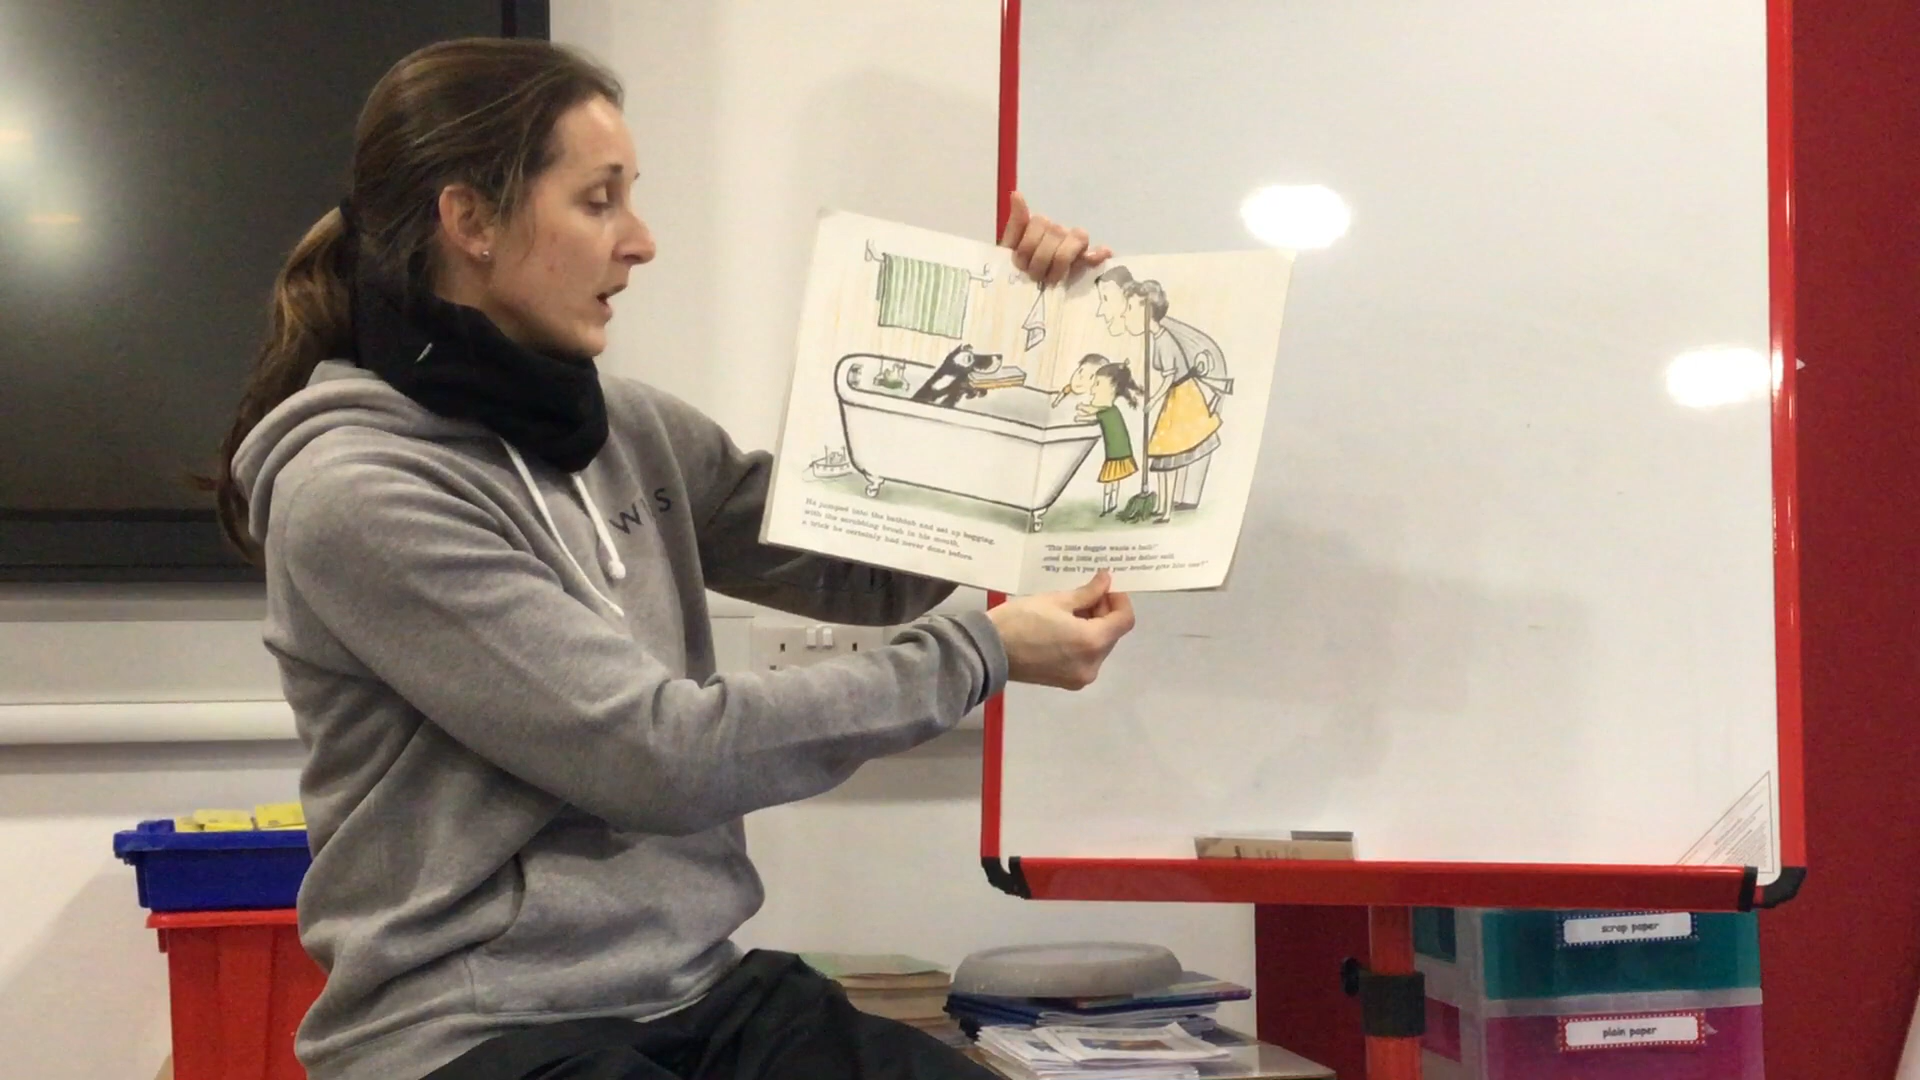 W L S
He jumped into the bathtub and sat up begging,
with the scrubbing brush in his mouth,
a trick he certainly had never done before.
"This little doggie wants a bath!"
cried the little girl, and her father said,
"Why don't you and your brother give him one?"
scrap paper
plain paper